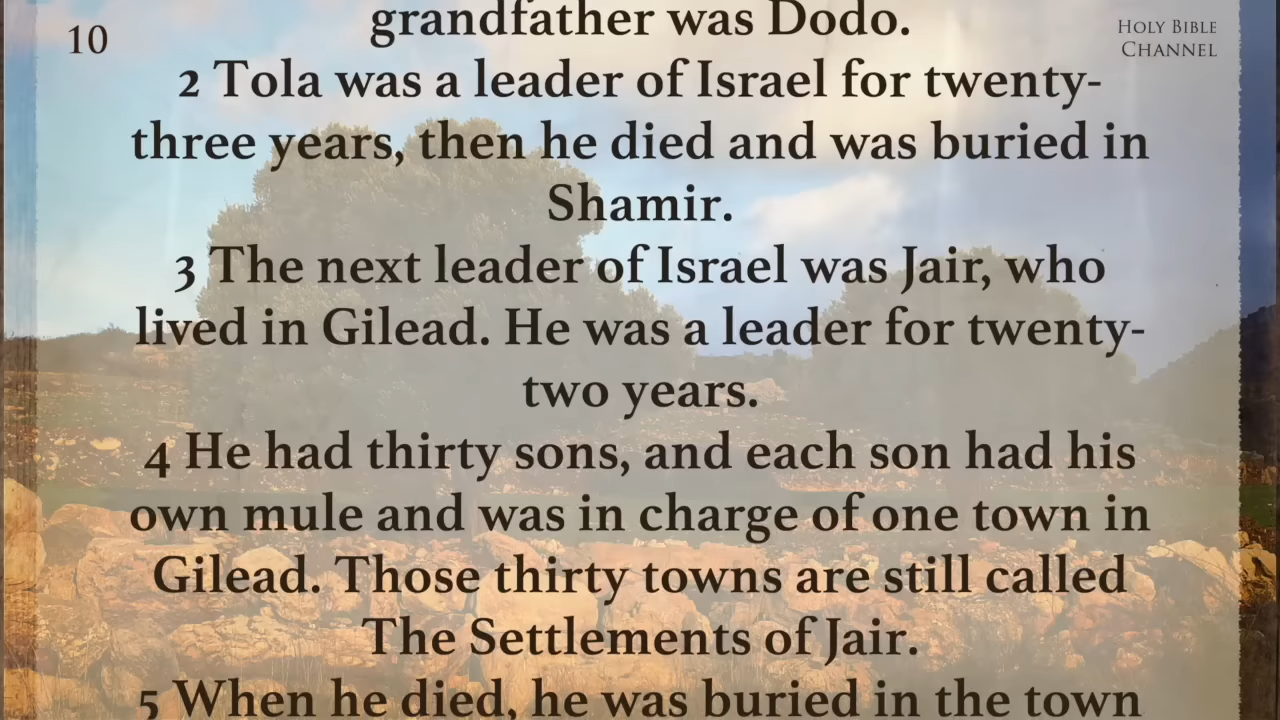 10
HOLY BIBLE
CHANNEL
grandfather was Dodo.
2 Tola was a leader of Israel for twenty-
three years, then he died and was buried in
Shamir.
3 The next leader of Israel was Jair, who
lived in Gilead. He was a leader for twenty-
two years.
4 He had thirty sons, and each son had his
own mule and was in charge of one town in
Gilead. Those thirty towns are still called
The Settlements of Jair.
5 When he died, he was buried in the town